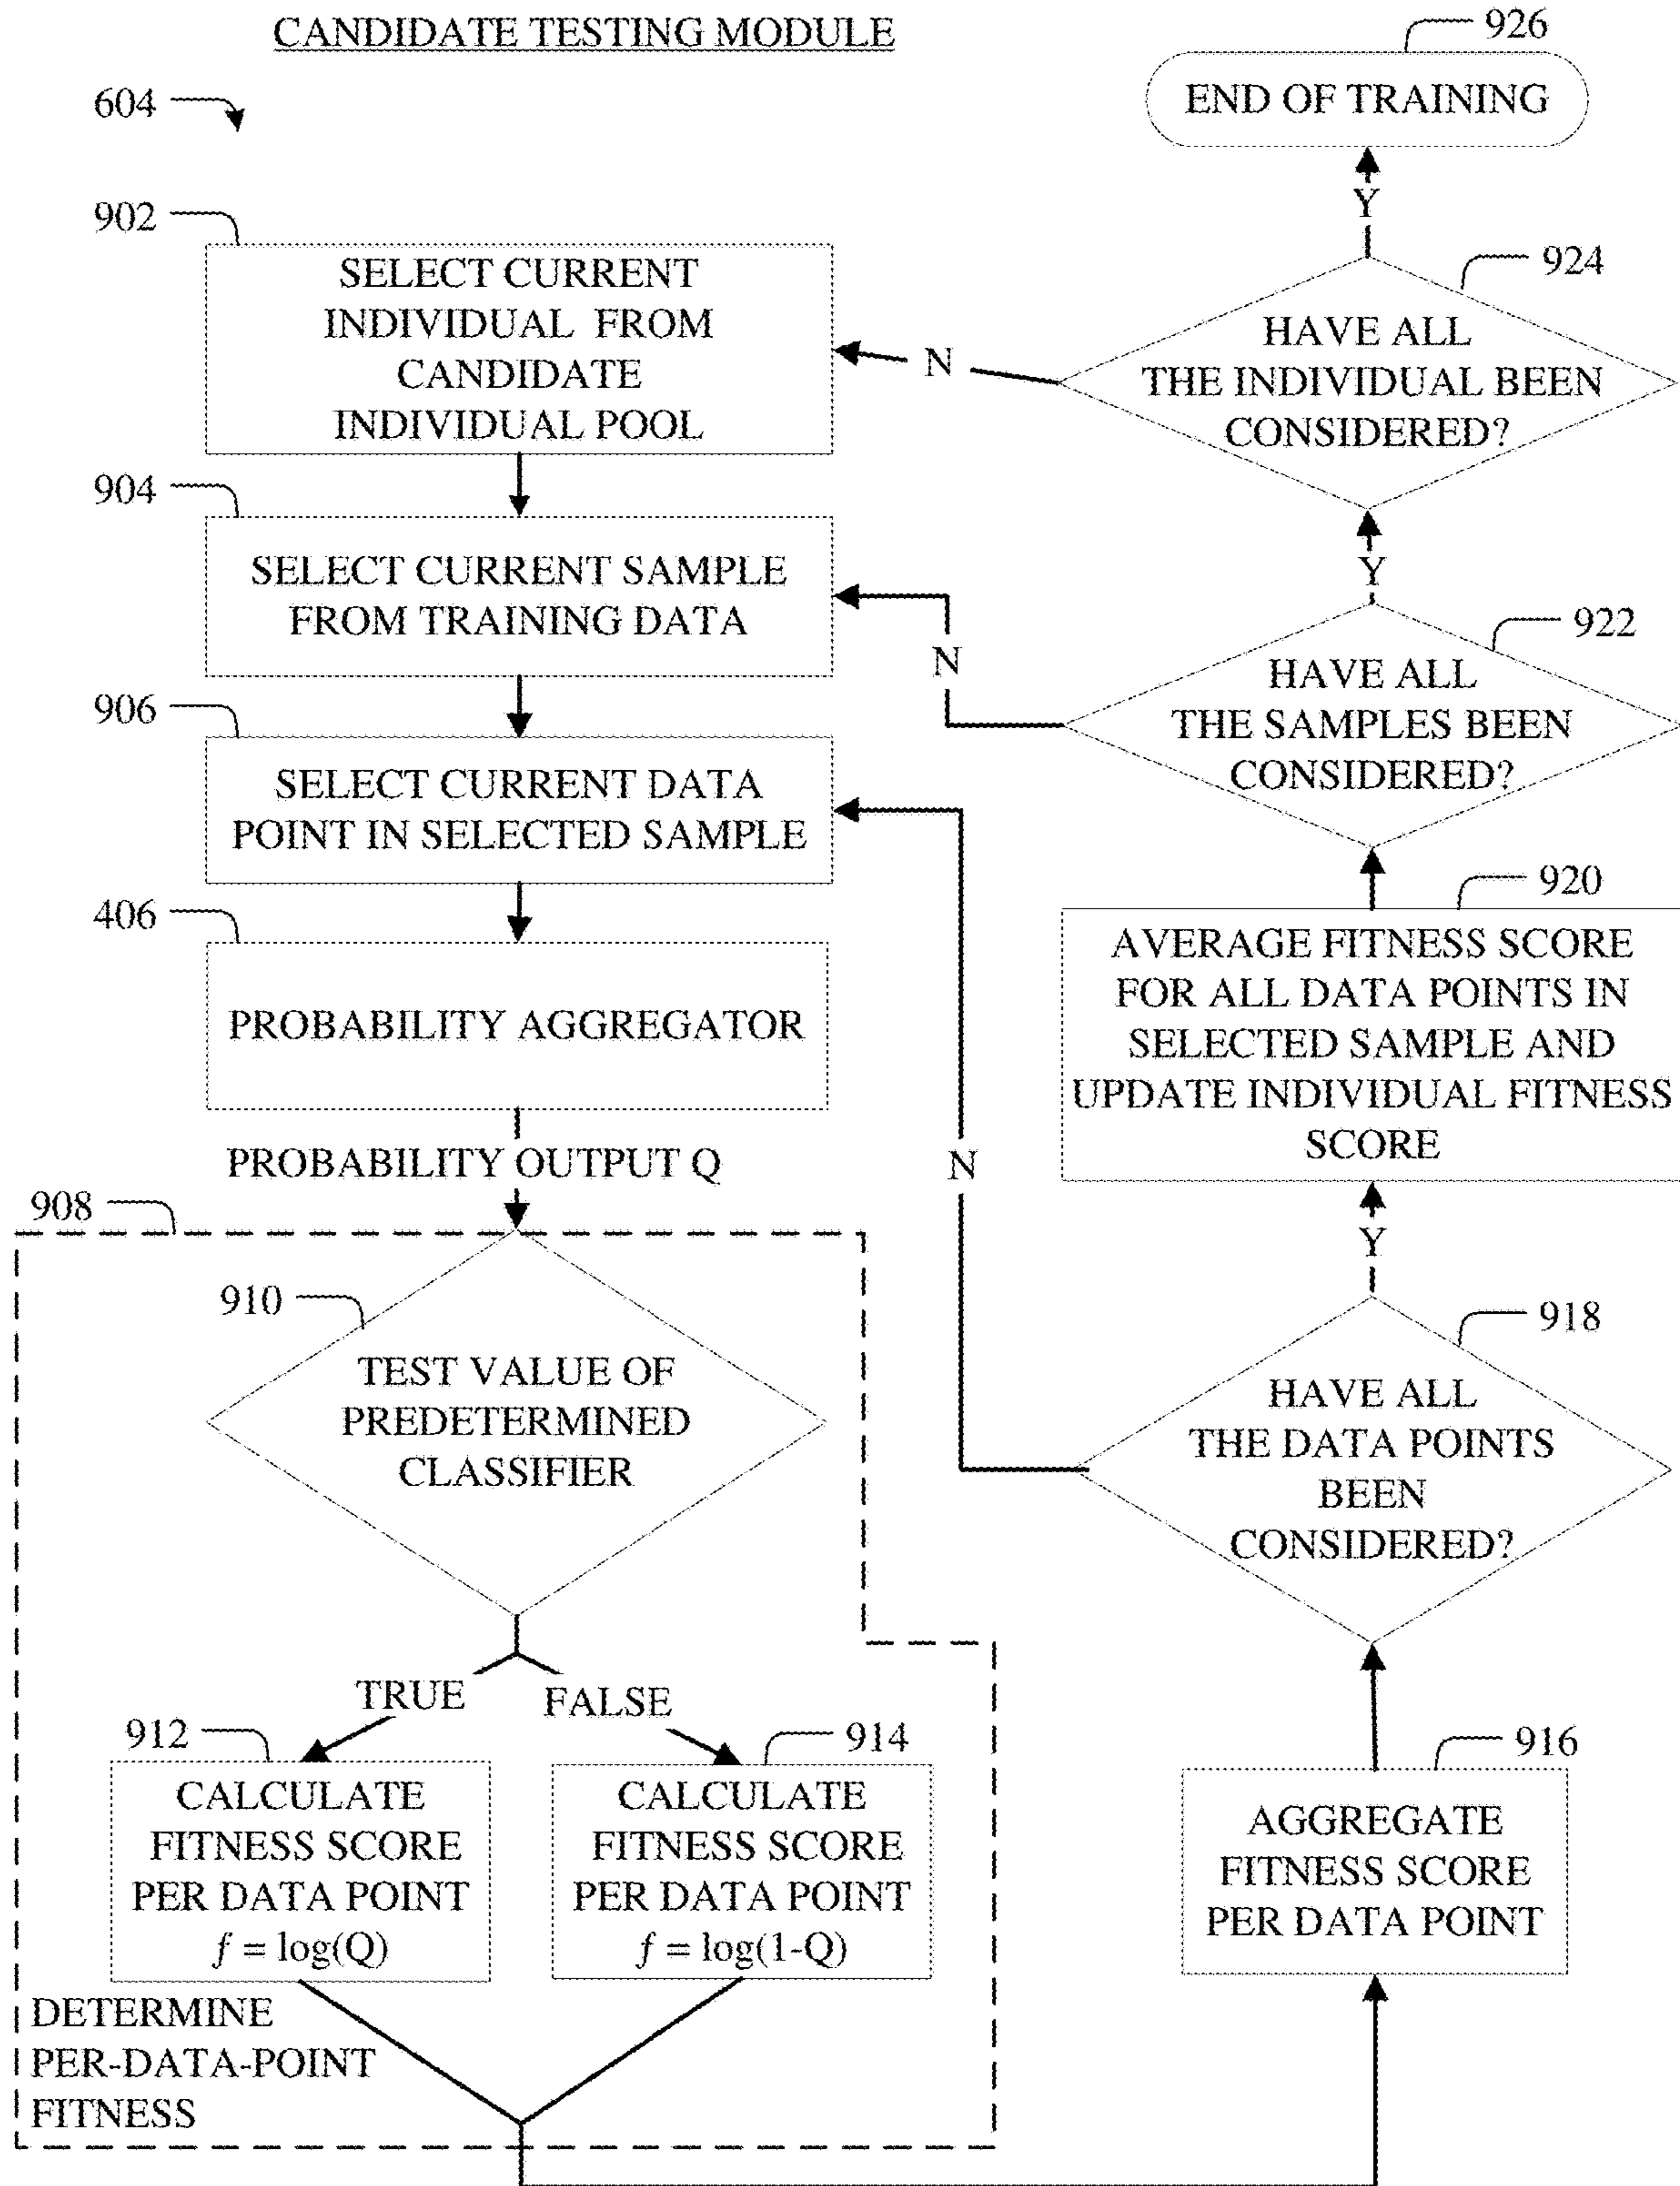 CANDIDATE TESTING MODULE
604
902
SELECT CURRENT
INDIVIDUAL FROM
CANDIDATE
INDIVIDUAL POOL
904
SELECT CURRENT SAMPLE
FROM TRAINING DATA
906
SELECT CURRENT DATA
POINT IN SELECTED SAMPLE
406
PROBABILITY AGGREGATOR
PROBABILITY OUTPUT Q
908
910
TEST VALUE OF
PREDETERMINED
CLASSIFIER
TRUE
FALSE
912
CALCULATE
FITNESS SCORE
PER DATA POINT
f = log(Q)
914
CALCULATE
FITNESS SCORE
PER DATA POINT
f = log(1-Q)
DETERMINE
PER-DATA-POINT
FITNESS
916
AGGREGATE
FITNESS SCORE
PER DATA POINT
918
HAVE ALL
THE DATA POINTS
BEEN
CONSIDERED?
N
Y
920
AVERAGE FITNESS SCORE
FOR ALL DATA POINTS IN
SELECTED SAMPLE AND
UPDATE INDIVIDUAL FITNESS
SCORE
922
HAVE ALL
THE SAMPLES BEEN
CONSIDERED?
N
Y
924
HAVE ALL
THE INDIVIDUAL BEEN
CONSIDERED?
N
Y
926
END OF TRAINING